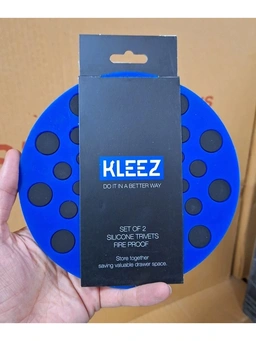 KLEEZ
DO IT IN A BETTER WAY
SET OF 2
SILICONE TRIVETS
FIRE PROOF
Store together
saving valuable drawer space.